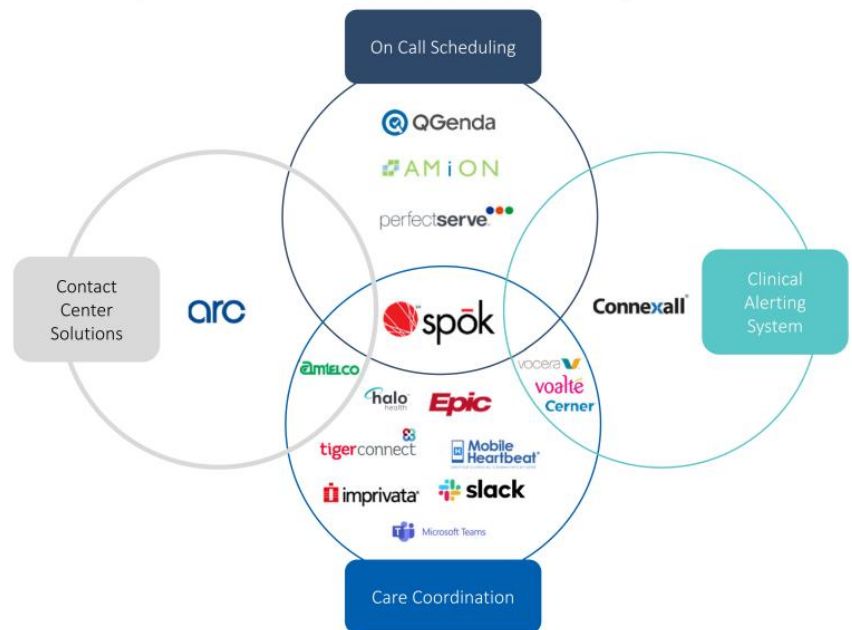 On Call Scheduling
QGenda
AMiON
perfectserve
Contact
Center
Solutions
arc
spōk
Connexall®
Clinical
Alerting
System
amtelco
vocera
halo
health
Epic
voalté
Cerner
tigerconnect
Mobile
Heartbeat®
imprivata®
slack
Microsoft Teams
Care Coordination